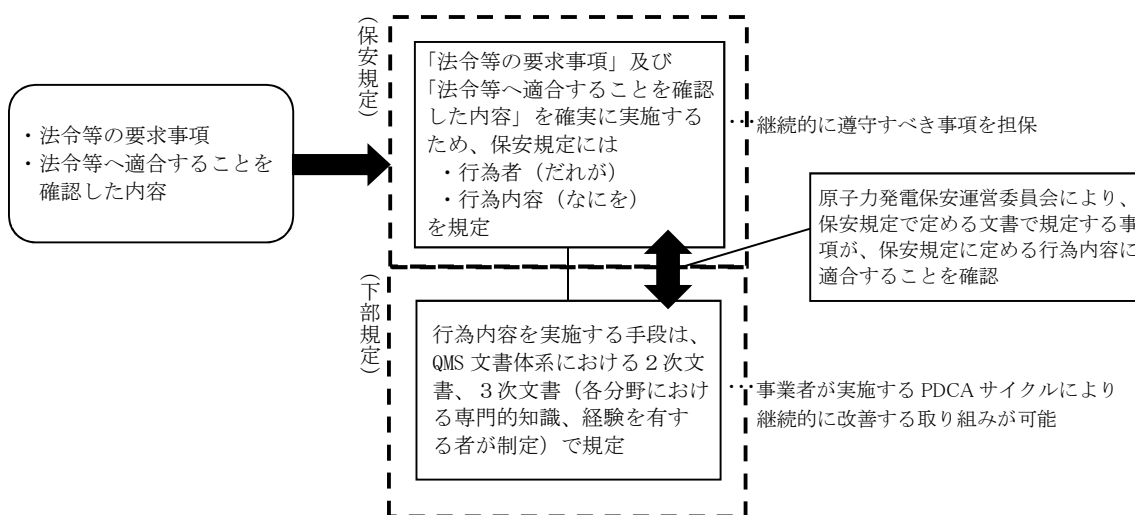 ・法令等の要求事項
・法令等へ適合することを
確認した内容
(保安規定)
「法令等の要求事項」及び
「法令等へ適合することを確認
した内容」を確実に実施する
ため、保安規定には
・行為者(だれが)
・行為内容(なにを)
を規定
…継続的に遵守すべき事項を担保
原子力発電保安運営委員会により、
保安規定で定める文書で規定する事
項が、保安規定に定める行為内容に
適合することを確認
(下部規定)
行為内容を実施する手段は、
QMS 文書体系における2次文
書、3次文書(各分野におけ
る専門的知識、経験を有す
る者が制定)で規定
…事業者が実施する PDCA サイクルにより
継続的に改善する取り組みが可能